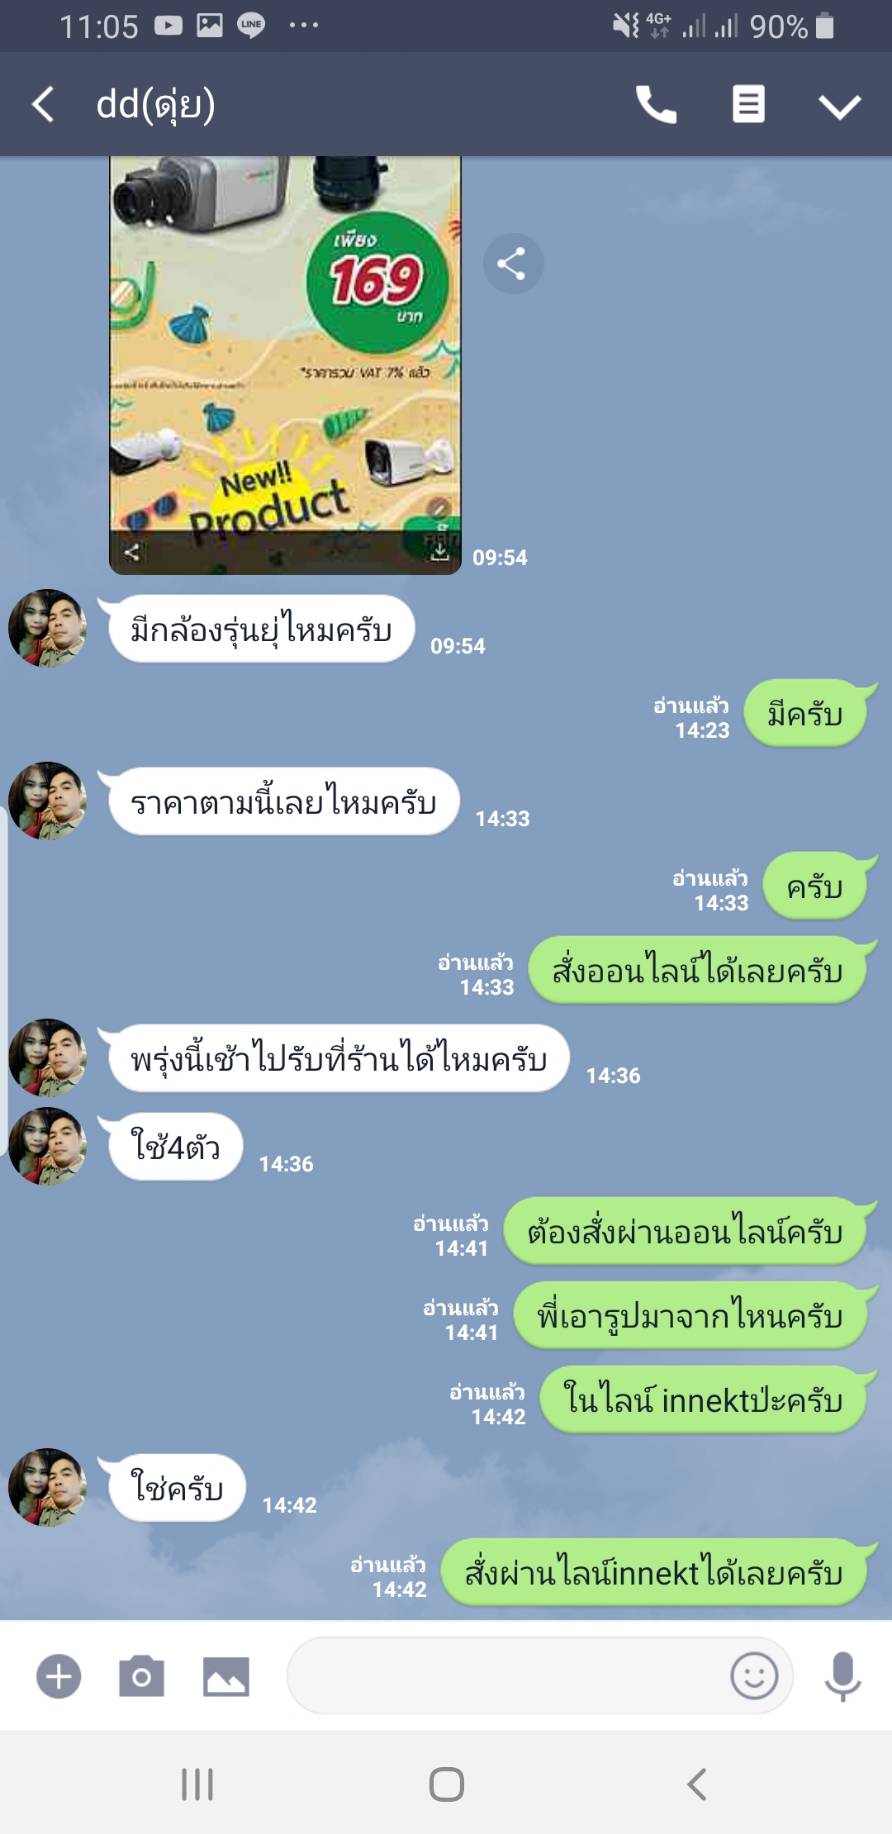 11:05
LINE
4G+
90%
dd(ดุ่ย)
เพียง
169
บาท
*ราคารวม VAT 7% แล้ว
New!!
Product
09:54
มีกล้องรุ่นยุ่ไหมครับ
09:54
อ่านแล้ว
14:23
มีครับ
ราคาตามนี้เลยไหมครับ
14:33
อ่านแล้ว
14:33
ครับ
อ่านแล้ว
14:33
สั่งออนไลน์ได้เลยครับ
พรุ่งนี้เช้าไปรับที่ร้านได้ไหมครับ
14:36
ใช้4ตัว
14:36
อ่านแล้ว
14:41
ต้องสั่งผ่านออนไลน์ครับ
อ่านแล้ว
14:41
พี่เอารูปมาจากไหนครับ
อ่านแล้ว
14:42
ในไลน์ innektป่ะครับ
ใช่ครับ
14:42
อ่านแล้ว
14:42
สั่งผ่านไลน์innektได้เลยครับ